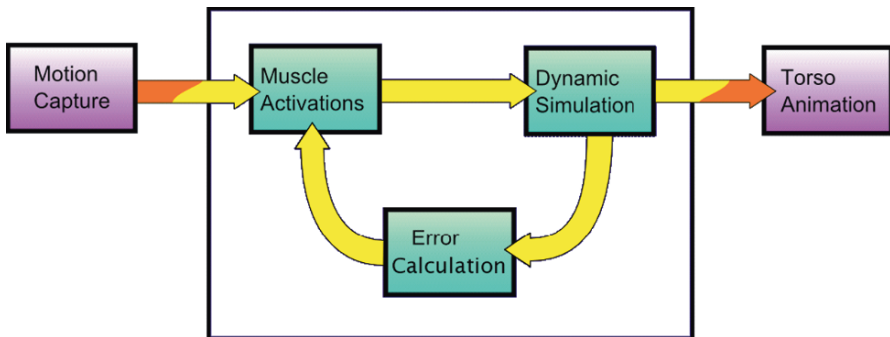 Motion
Capture
Muscle
Activations
Dynamic
Simulation
Torso
Animation
Error
Calculation